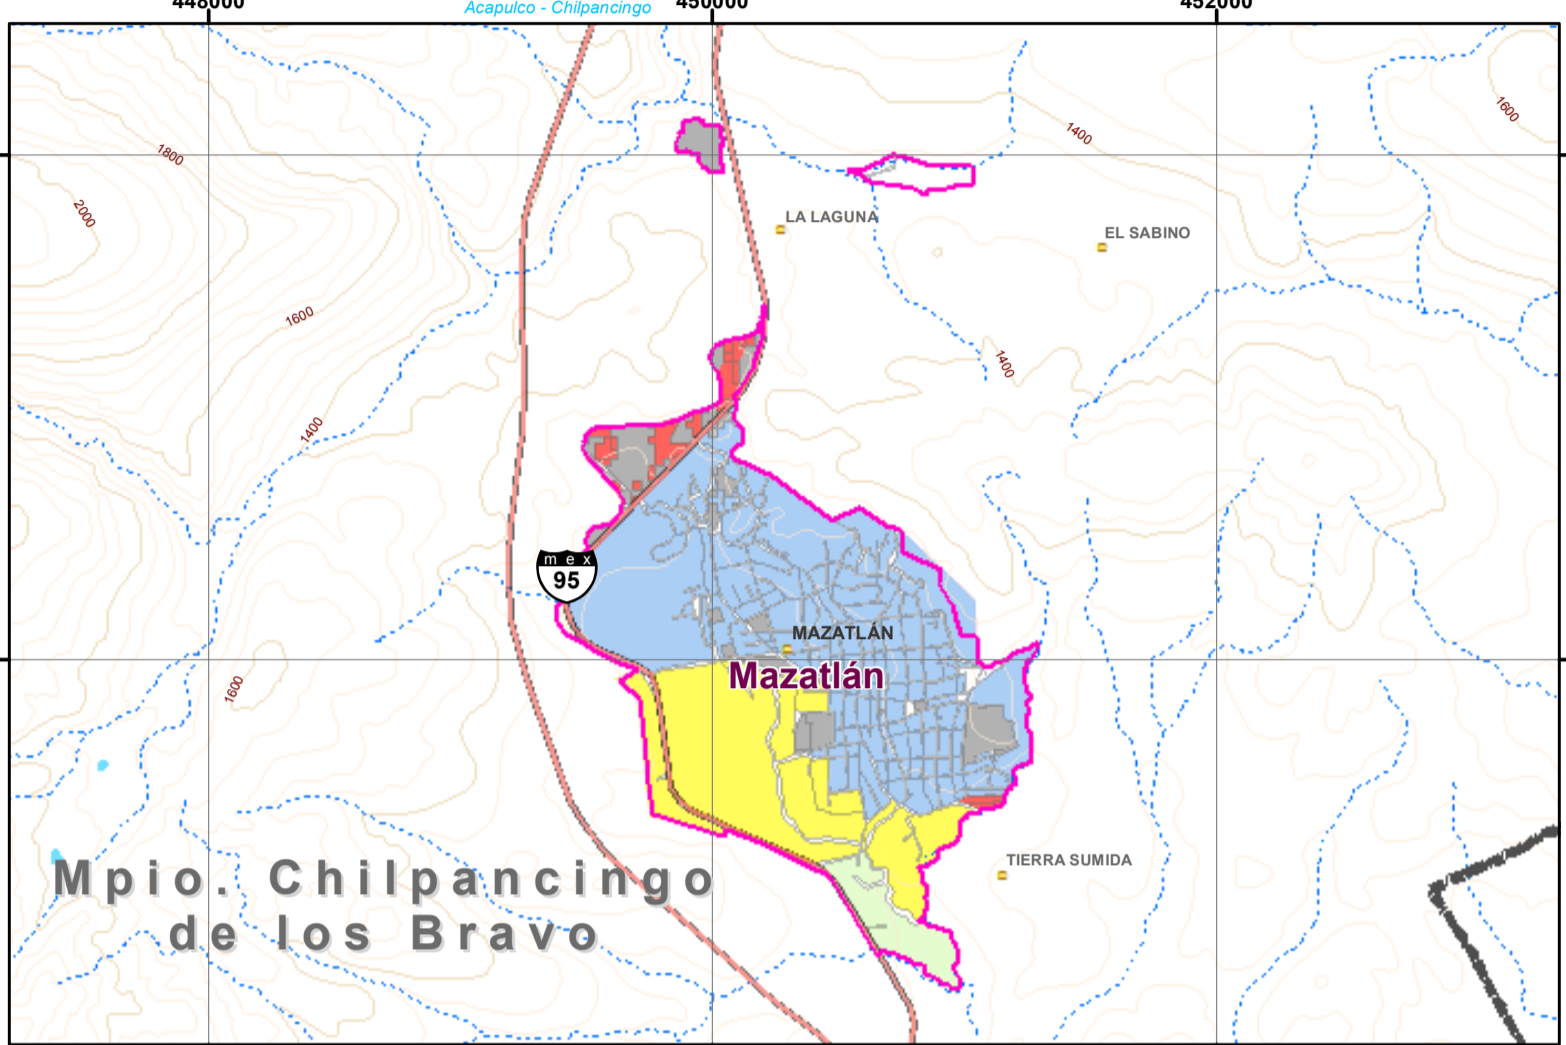 448000
Acapulco - Chilpancingo
450000
452000
1600
1400
1800
2000
LA LAGUNA
EL SABINO
1600
1400
1400
mex
95
MAZATLÁN
Mazatlán
1600
TIERRA SUMIDA
Mpio. Chilpancingo
de los Bravo